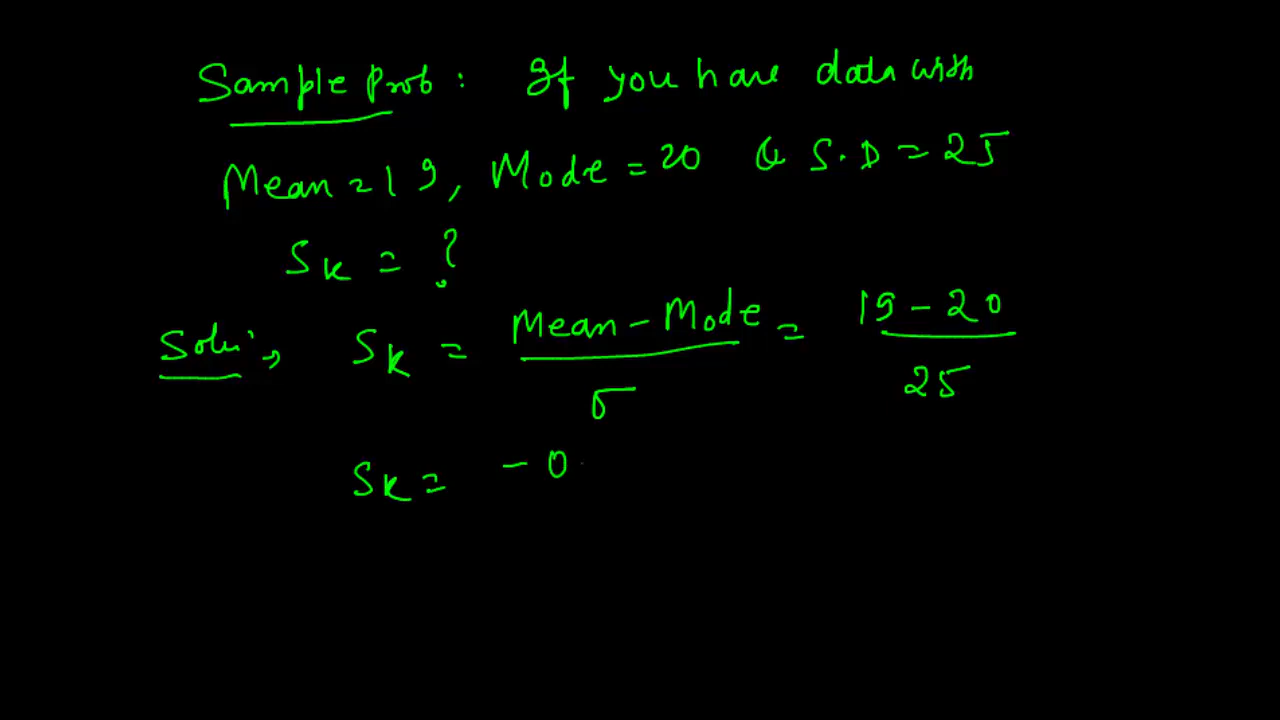 Sample Prob : If you have data with
Mean = 19, Mode = 20 & S.D = 25
Sk = ?
Soln: → Sk = Mean - Mode / σ = 19 - 20 / 25
Sk = - 0